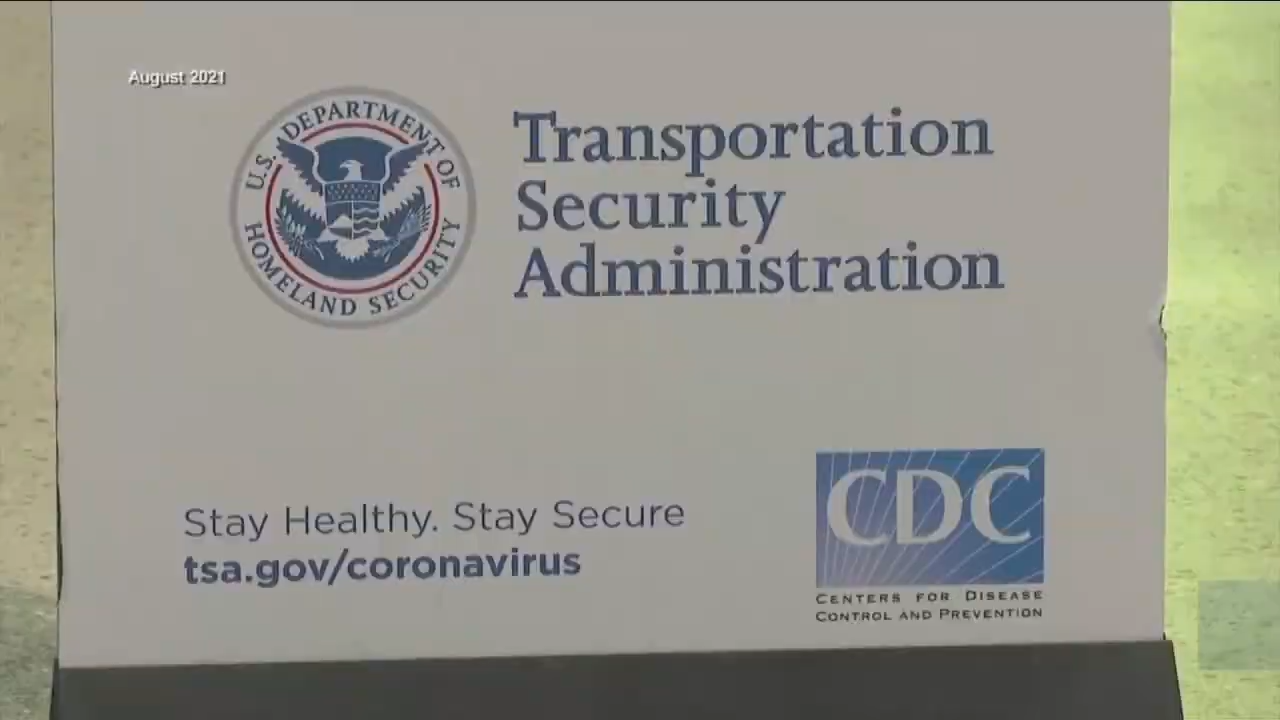 August 2021
U.S. DEPARTMENT OF
HOMELAND SECURITY
Transportation
Security
Administration
Stay Healthy. Stay Secure
tsa.gov/coronavirus
CDC
CENTERS FOR DISEASE
CONTROL AND PREVENTION